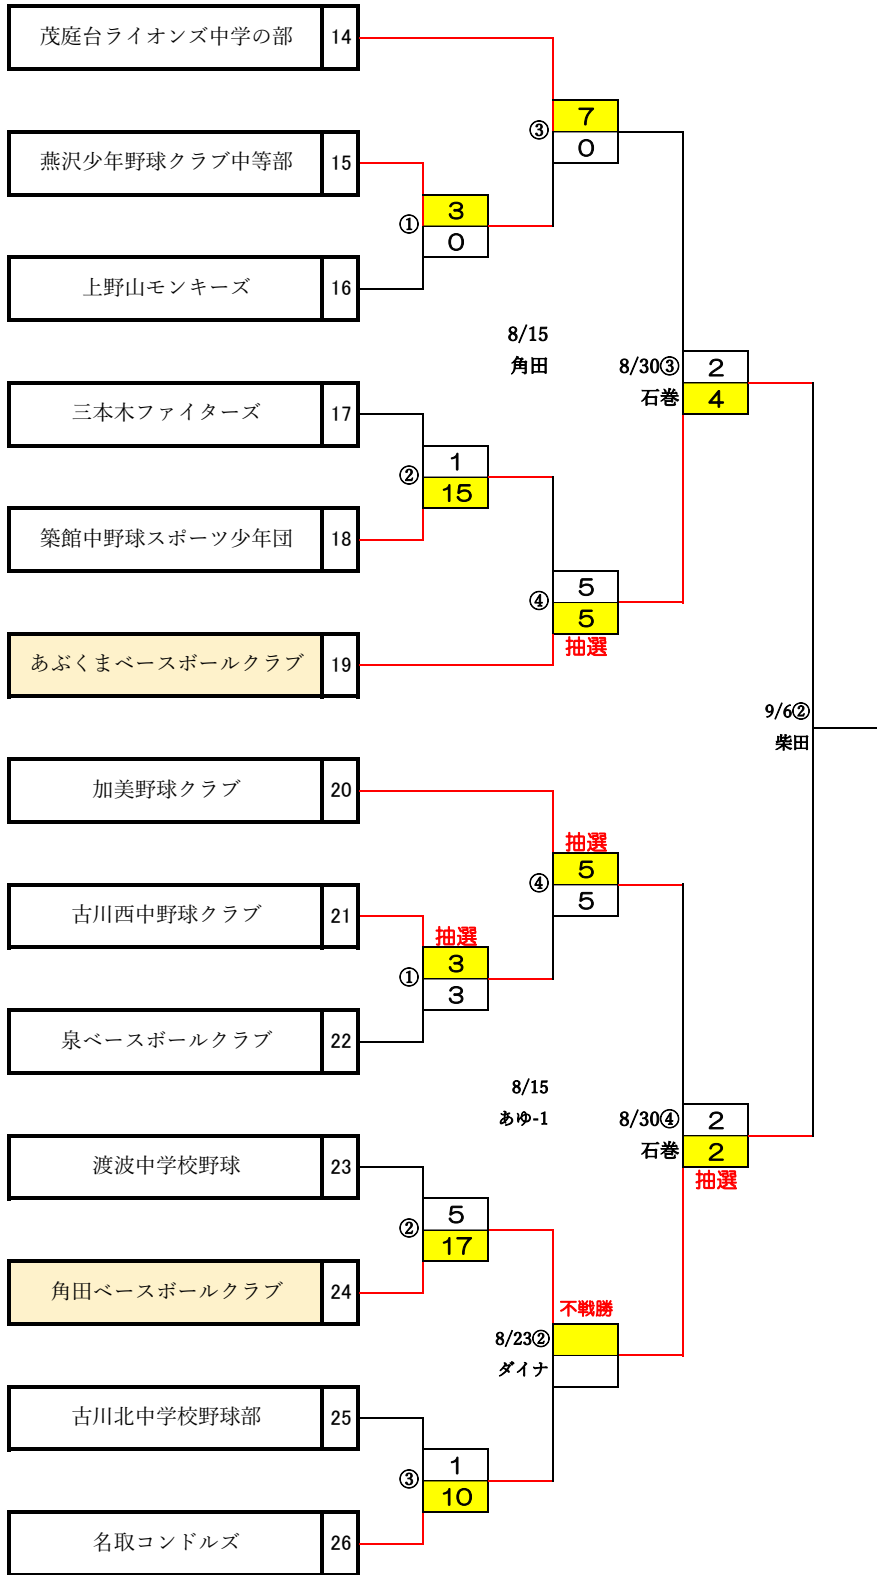 茂庭台ライオンズ中学の部 14
7
③
0
燕沢少年野球クラブ中等部 15
3
①
0
上野山モンキーズ 16
8/15
角田
8/30③ 2
石巻 4
三本木ファイターズ 17
1
②
15
築館中野球スポーツ少年団 18
5
④
5
抽選
あぶくまベースボールクラブ 19
9/6②
柴田
加美野球クラブ 20
抽選
5
④
5
古川西中野球クラブ 21
抽選
3
①
3
泉ベースボールクラブ 22
8/15
あゆ-1
8/30④ 2
石巻 2
抽選
渡波中学校野球 23
5
②
17
角田ベースボールクラブ 24
不戦勝
8/23②
ダイナ
古川北中学校野球部 25
1
③
10
名取コンドルズ 26